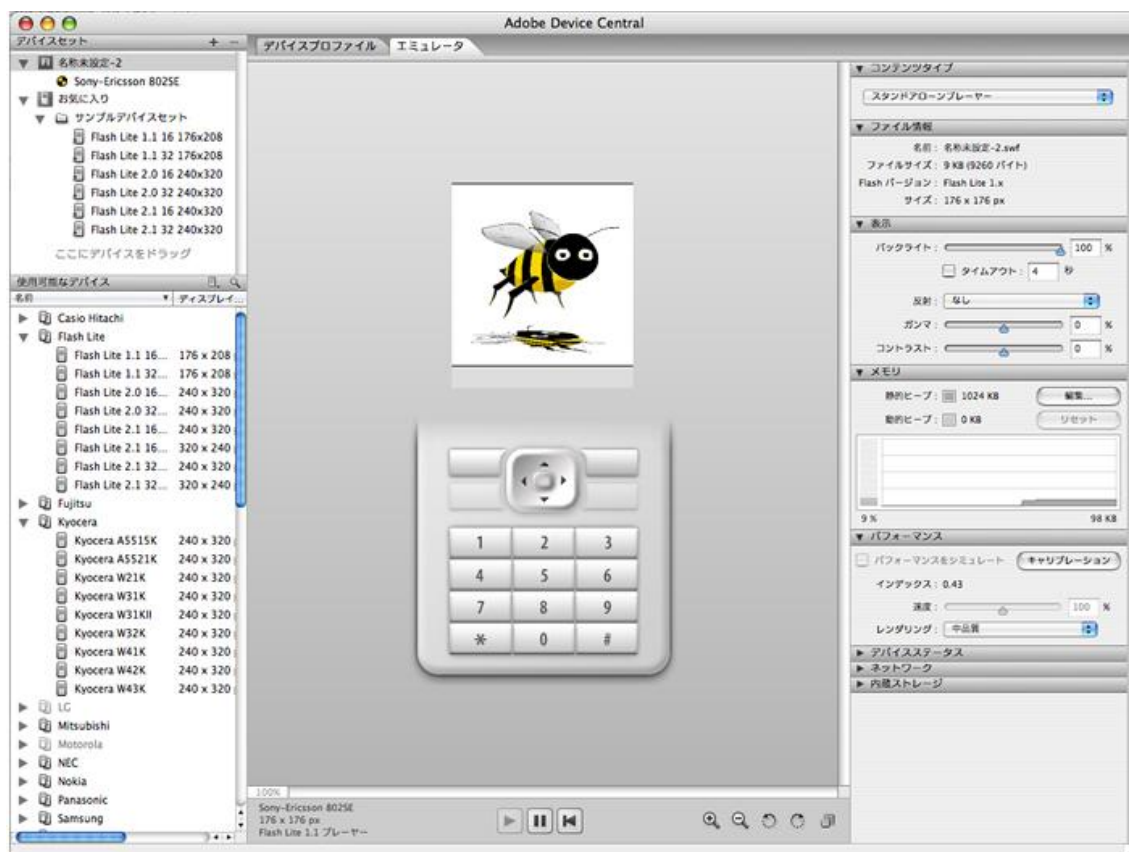 Adobe Device Central
デバイスセット
名称未設定-2
Sony-Ericsson 802SE
お気に入り
サンプルデバイスセット
Flash Lite 1.1 16 176x208
Flash Lite 1.1 32 176x208
Flash Lite 2.0 16 240x320
Flash Lite 2.0 32 240x320
Flash Lite 2.1 16 240x320
Flash Lite 2.1 32 240x320
ここにデバイスをドラッグ
使用可能なデバイス
名前 ディスプレイ...
Casio Hitachi
Flash Lite
Flash Lite 1.1 16... 176 x 208
Flash Lite 1.1 32... 176 x 208
Flash Lite 2.0 16... 240 x 320
Flash Lite 2.0 32... 240 x 320
Flash Lite 2.1 16... 240 x 320
Flash Lite 2.1 16... 320 x 240
Flash Lite 2.1 32... 240 x 320
Flash Lite 2.1 32... 320 x 240
Fujitsu
Kyocera
Kyocera A5515K 240 x 320
Kyocera A5521K 240 x 320
Kyocera W21K 240 x 320
Kyocera W31K 240 x 320
Kyocera W31KII 240 x 320
Kyocera W32K 240 x 320
Kyocera W41K 240 x 320
Kyocera W42K 240 x 320
Kyocera W43K 240 x 320
LG
Mitsubishi
Motorola
NEC
Nokia
Panasonic
Samsung
デバイスプロファイル エミュレータ
1 2 3
4 5 6
7 8 9
* 0 #
100%
Sony-Ericsson 802SE
176 x 176 px
Flash Lite 1.1 プレーヤー
コンテンツタイプ
スタンドアローンプレーヤー
ファイル情報
名前: 名称未設定-2.swf
ファイルサイズ: 9 KB (9260 バイト)
Flash バージョン: Flash Lite 1.x
サイズ: 176 x 176 px
表示
バックライト: 100 %
タイムアウト: 4 秒
反射: なし
ガンマ: 0 %
コントラスト: 0 %
メモリ
静的ヒープ: 1024 KB 編集...
動的ヒープ: 0 KB リセット
9 % 98 KB
パフォーマンス
パフォーマンスをシミュレート キャリブレーション
インデックス: 0.43
速度: 100 %
レンダリング: 中品質
デバイスステータス
ネットワーク
内蔵ストレージ